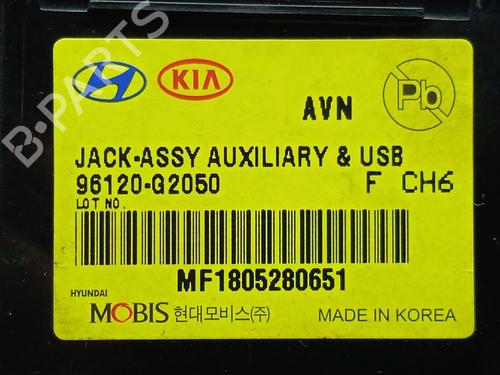 KIA
AVN
Pb
JACK-ASSY AUXILIARY & USB
96120-G2050 F CH6
LOT NO.
MF1805280651
HYUNDAI
MOBIS 현대모비스(주) MADE IN KOREA
B-PARTS